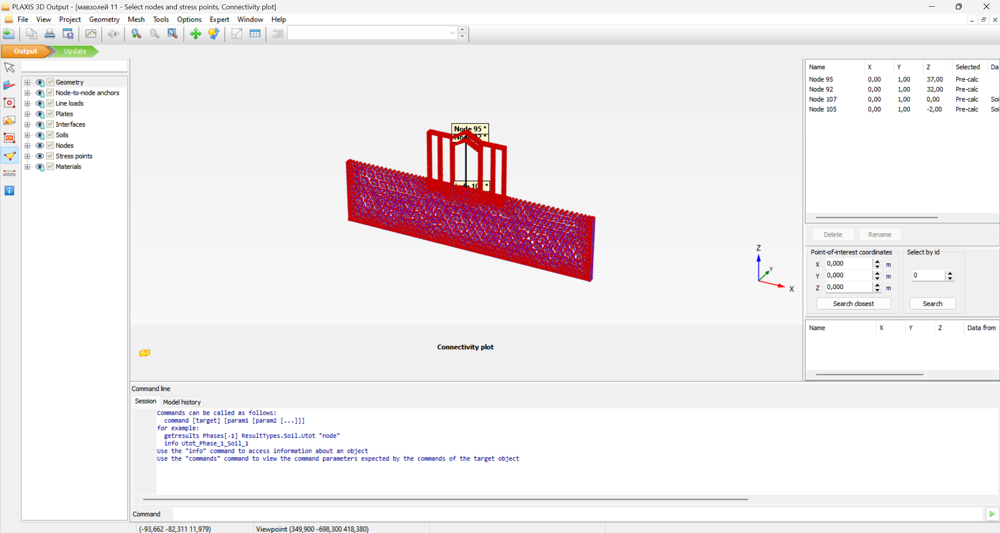 PLAXIS 3D Output - [мавзолей 11 - Select nodes and stress points, Connectivity plot]
File View Project Geometry Mesh Tools Options Expert Window Help
Output Update
Geometry
Node-to-node anchors
Line loads
Plates
Interfaces
Soils
Nodes
Stress points
Materials
Node 95 *
Z
Y
X
Connectivity plot
Name X Y Z Selected Da
Node 95 0,00 1,00 37,00 Pre-calc
Node 92 0,00 1,00 32,00 Pre-calc
Node 107 0,00 1,00 0,00 Pre-calc Soi
Node 105 0,00 1,00 -2,00 Pre-calc Soi
Delete Rename
Point-of-interest coordinates Select by id
X 0,000 m
Y 0,000 m 0
Z 0,000 m
Search closest Search
Name X Y Z Data from
Command line
Session Model history
Commands can be called as follows:
command [target] [param1 [param2 [...]]]
for example:
getresults Phases[-1] ResultTypes.Soil.Utot "node"
info Utot_Phase_1_Soil_1
Use the "info" command to access information about an object
Use the "commands" command to view the command parameters expected by the commands of the target object
Command
(-93,662 -82,311 11,979) Viewpoint (349,900 -698,300 418,380)